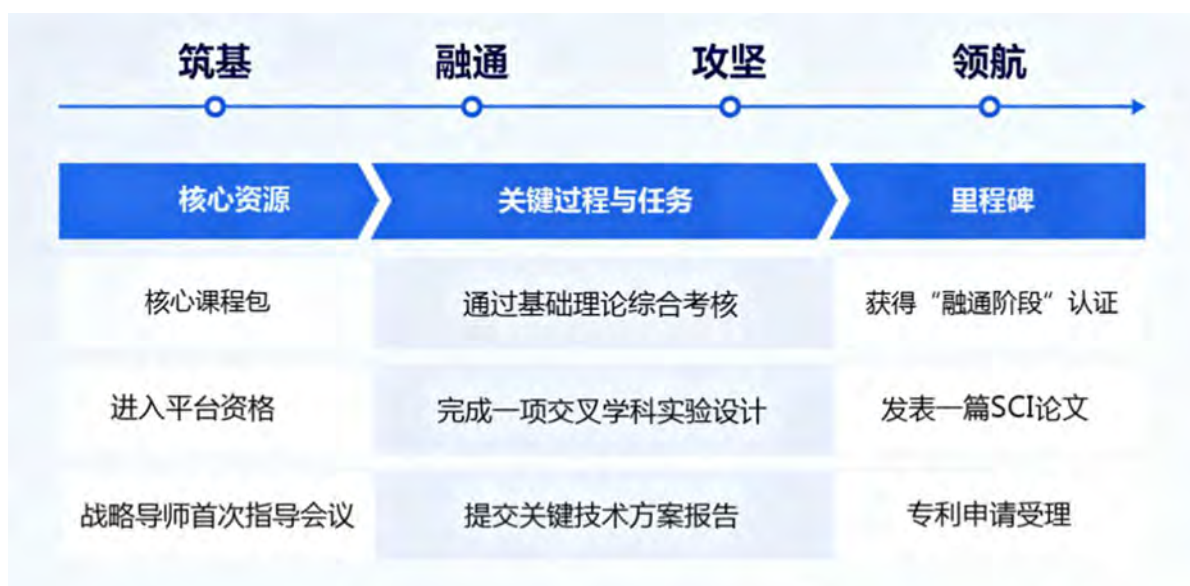 筑基 融通 攻坚 领航
核心资源 关键过程与任务 里程碑
核心课程包 通过基础理论综合考核 获得“融通阶段”认证
进入平台资格 完成一项交叉学科实验设计 发表一篇SCI论文
战略导师首次指导会议 提交关键技术方案报告 专利申请受理